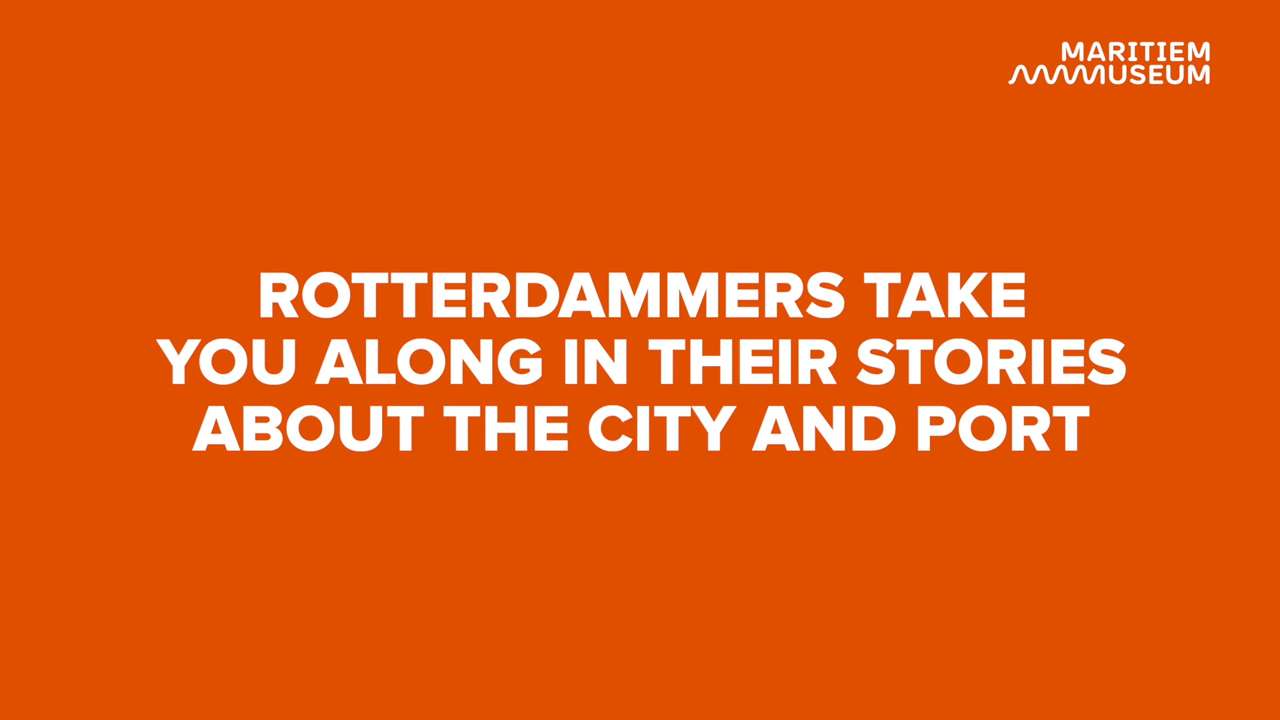 MARITIEM
MUSEUM
ROTTERDAMMERS TAKE
YOU ALONG IN THEIR STORIES
ABOUT THE CITY AND PORT